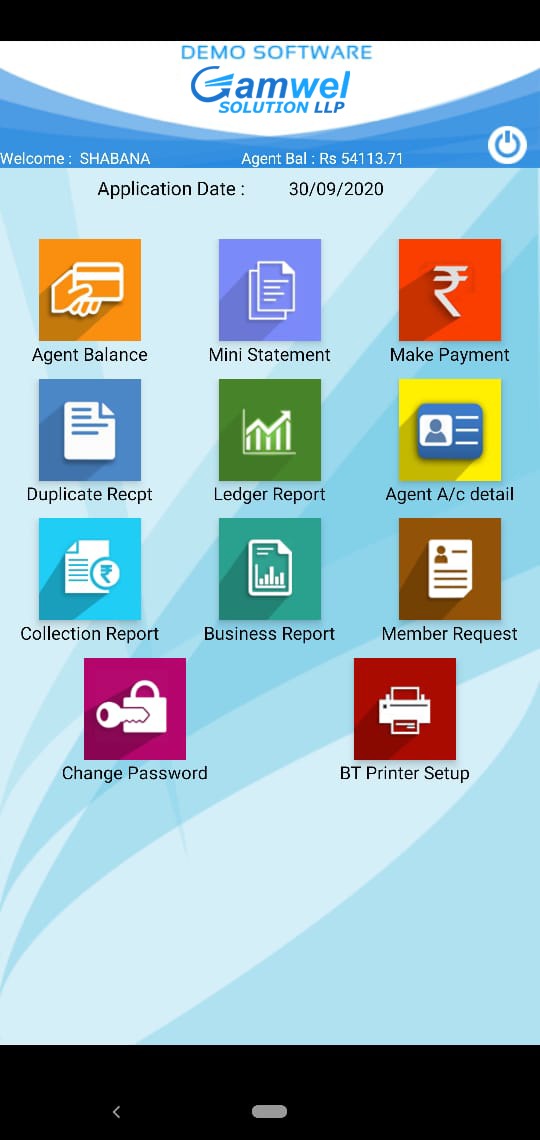 DEMO SOFTWARE
Gamwel
SOLUTION LLP
Welcome : SHABANA Agent Bal : Rs 54113.71
Application Date : 30/09/2020
Agent Balance Mini Statement Make Payment
Duplicate Recpt Ledger Report Agent A/c detail
Collection Report Business Report Member Request
Change Password BT Printer Setup